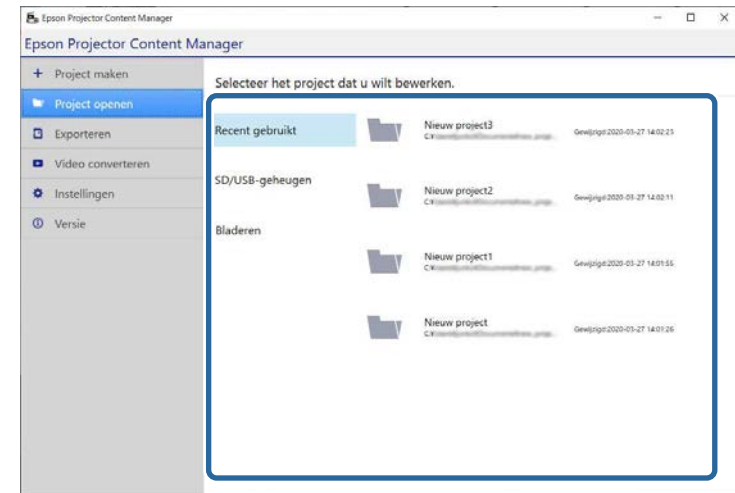 Epson Projector Content Manager
Epson Projector Content Manager
Project maken
Project openen
Exporteren
Video converteren
Instellingen
Versie
Selecteer het project dat u wilt bewerken.
Recent gebruikt
SD/USB-geheugen
Bladeren
Nieuw project3
Gewijzigd:2020-03-27 14:02:23
Nieuw project2
Gewijzigd:2020-03-27 14:02:11
Nieuw project1
Gewijzigd:2020-03-27 14:01:55
Nieuw project
Gewijzigd:2020-03-27 14:01:26